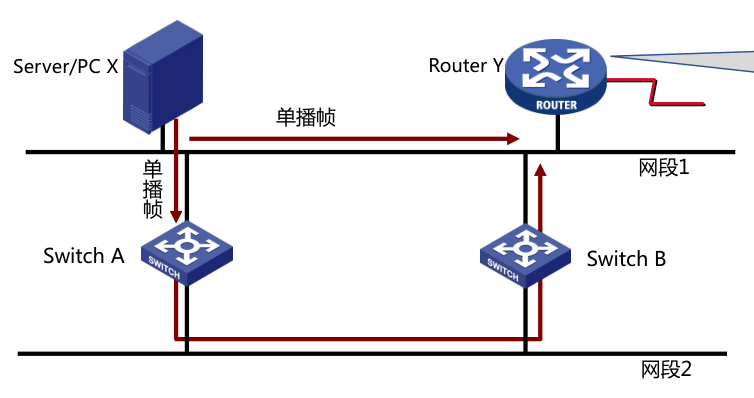 Server/PC X
Router Y
ROUTER
单播帧
网段1
单播帧
Switch A
SWITCH
SWITCH
Switch B
网段2